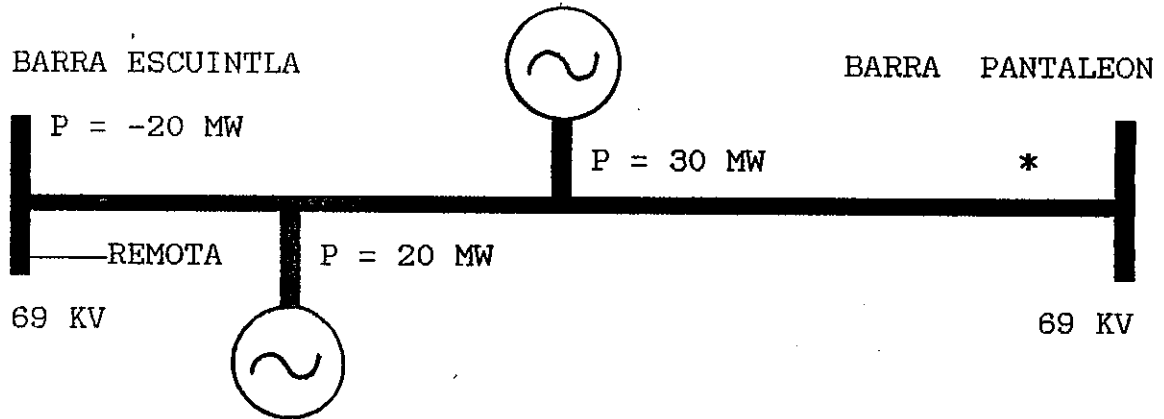 BARRA ESCUINTLA
BARRA PANTALEON
P = -20 MW
P = 30 MW
*
REMOTA
P = 20 MW
69 KV
69 KV